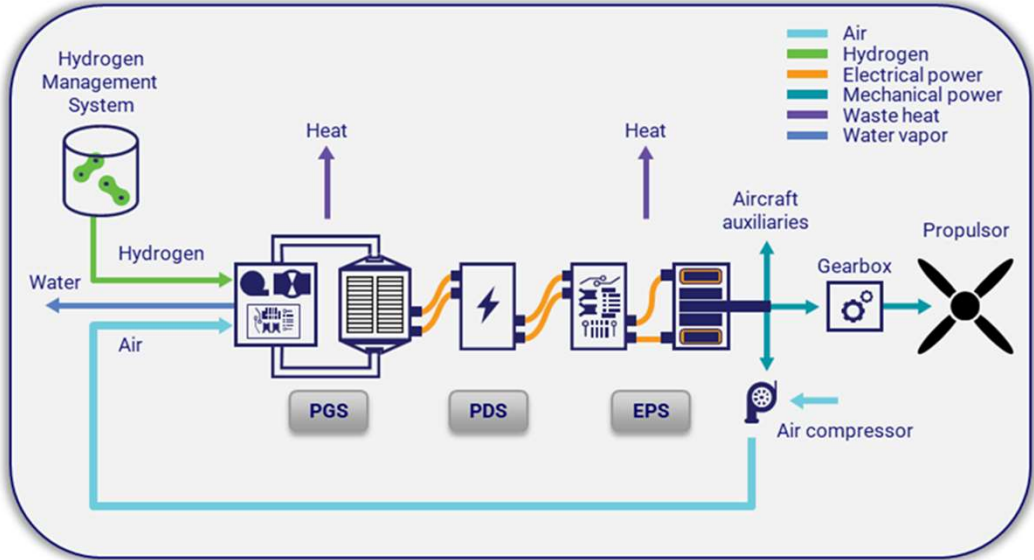 Hydrogen
Management
System
Air
Hydrogen
Electrical power
Mechanical power
Waste heat
Water vapor
Heat
Heat
Aircraft
auxiliaries
Propulsor
Hydrogen
Gearbox
Water
Air
PGS
PDS
EPS
Air compressor